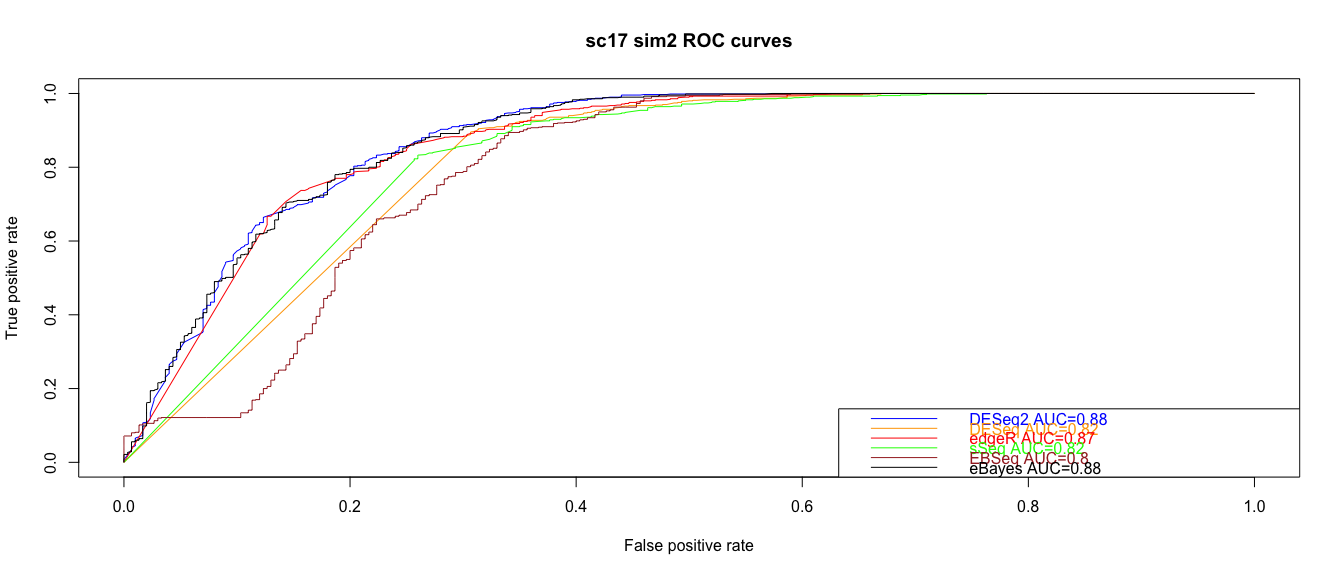 sc17 sim2 ROC curves
True positive rate
1.0
0.8
0.6
0.4
0.2
0.0
DESeq2 AUC=0.88
DESeq AUC=0.82
edgeR AUC=0.87
sSeq AUC=0.82
EBSeq AUC=0.8
eBayes AUC=0.88
0.0 0.2 0.4 0.6 0.8 1.0
False positive rate